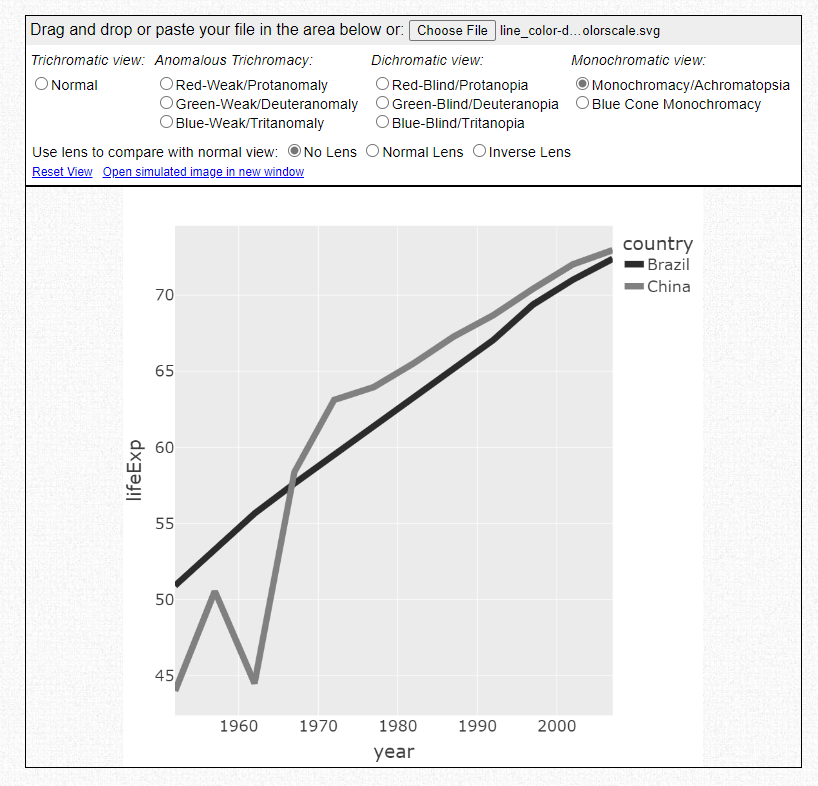 Drag and drop or paste your file in the area below or: Choose File line_color-d...olorscale.svg
Trichromatic view: Anomalous Trichromacy: Dichromatic view: Monochromatic view:
Normal Red-Weak/Protanomaly Red-Blind/Protanopia Monochromacy/Achromatopsia
Green-Weak/Deuteranomaly Green-Blind/Deuteranopia Blue Cone Monochromacy
Blue-Weak/Tritanomaly Blue-Blind/Tritanopia
Use lens to compare with normal view: No Lens Normal Lens Inverse Lens
Reset View Open simulated image in new window
country
Brazil
China
70
65
60
55
50
45
lifeExp
1960 1970 1980 1990 2000
year